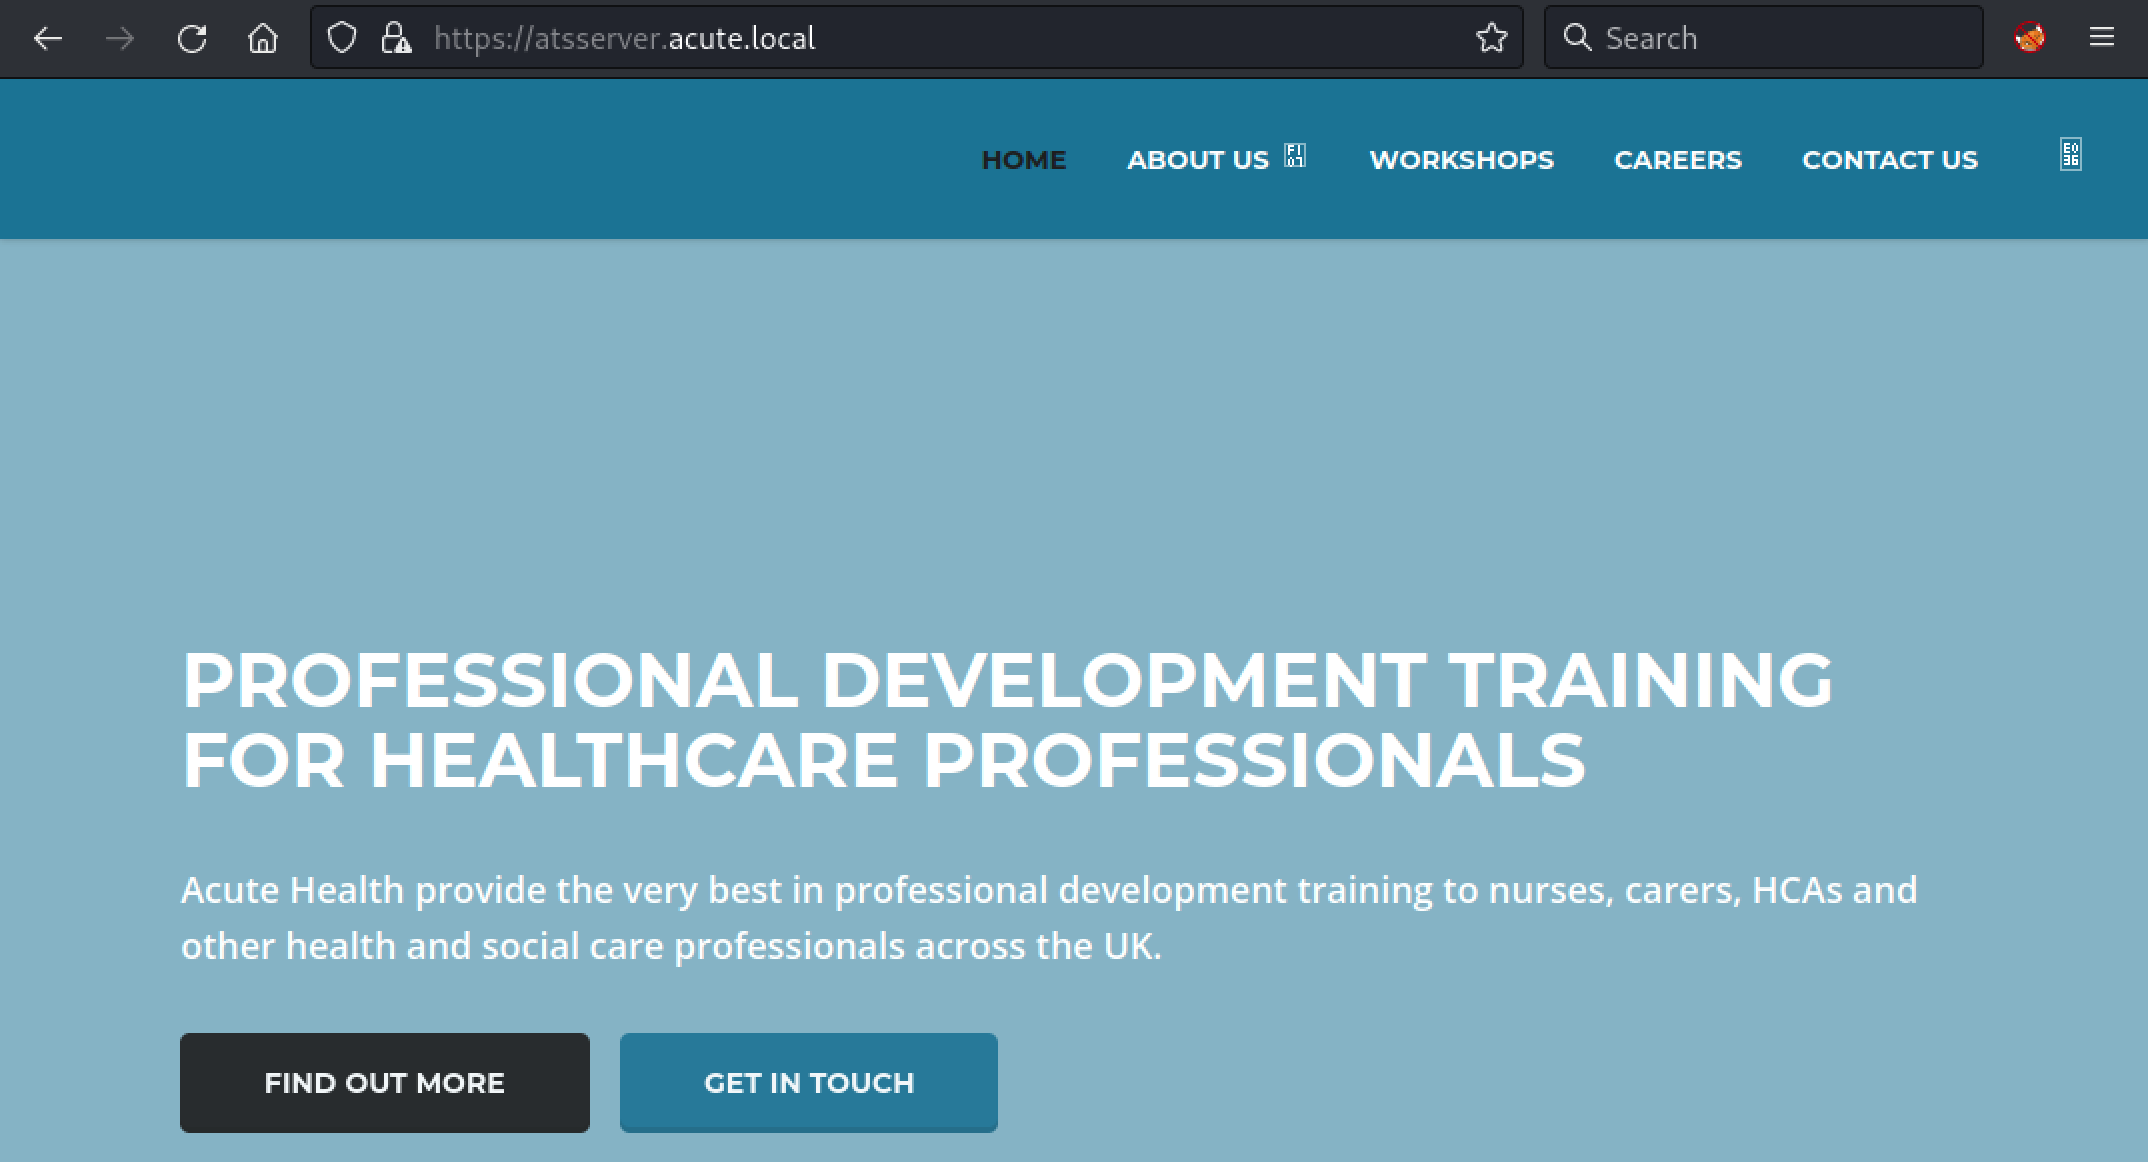 https://atsserver.acute.local
Search
HOME ABOUT US WORKSHOPS CAREERS CONTACT US
PROFESSIONAL DEVELOPMENT TRAINING
FOR HEALTHCARE PROFESSIONALS
Acute Health provide the very best in professional development training to nurses, carers, HCAs and
other health and social care professionals across the UK.
FIND OUT MORE
GET IN TOUCH